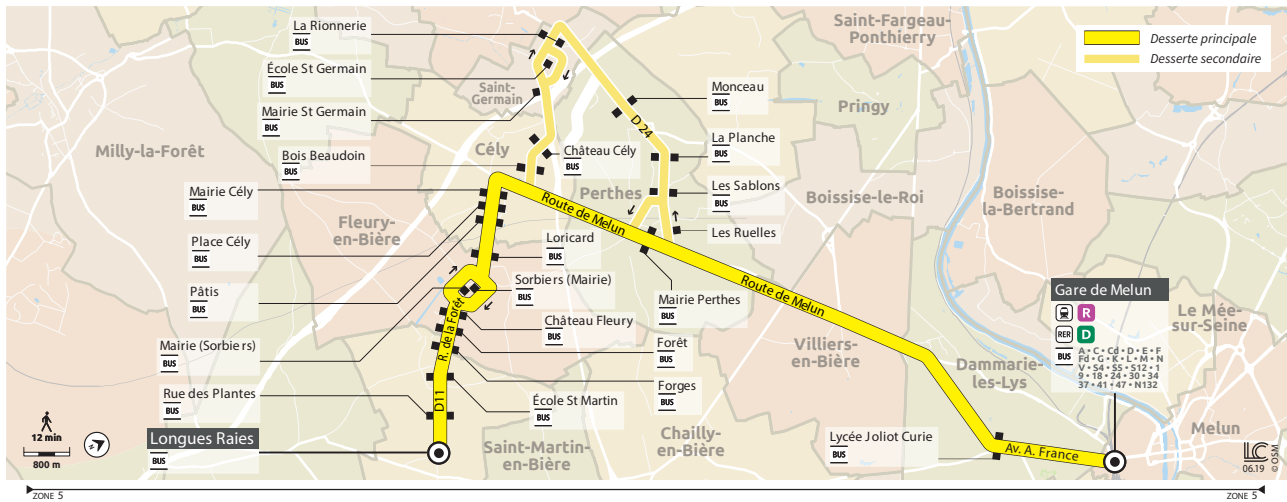 La Rionnerie
BUS
École St Germain
BUS
Mairie St Germain
BUS
Bois Beaudoin
BUS
Mairie Cély
BUS
Place Cély
BUS
Pâtis
BUS
Mairie (Sorbiers)
BUS
Rue des Plantes
BUS
Longues Raies
BUS
12 min
800 m
Milly-la-Forêt
Fleury-
en-Bière
Saint-
Germain
Cély
Château Cély
BUS
Perthes
Loricard
BUS
Sorbiers (Mairie)
BUS
Château Fleury
BUS
École St Martin
BUS
Saint-Martin-
en-Bière
D11
R. de la Forêt
Route de Melun
D 24
Monceau
BUS
La Planche
BUS
Les Sablons
BUS
Les Ruelles
Mairie Perthes
BUS
Forêt
BUS
Forges
BUS
Chailly-
en-Bière
Saint-Fargeau-
Ponthierry
Pringy
Boissise-le-Roi
Boissise-
la-Bertrand
Route de Melun
Villiers-
en-Bière
Dammarie-
les-Lys
Lycée Joliot Curie
BUS
Av. A. France
Desserte principale
Desserte secondaire
Gare de Melun
R
RER
D
BUS
A • C • Cd • D • E • F
Fd • G • K • L • M • N
V • S4 • S5 • S12 • 1
9 • 18 • 24 • 30 • 34
37 • 41 • 47 • N132
Le Mée-
sur-Seine
Melun
LC
06.19
© OSM
ZONE 5
ZONE 5